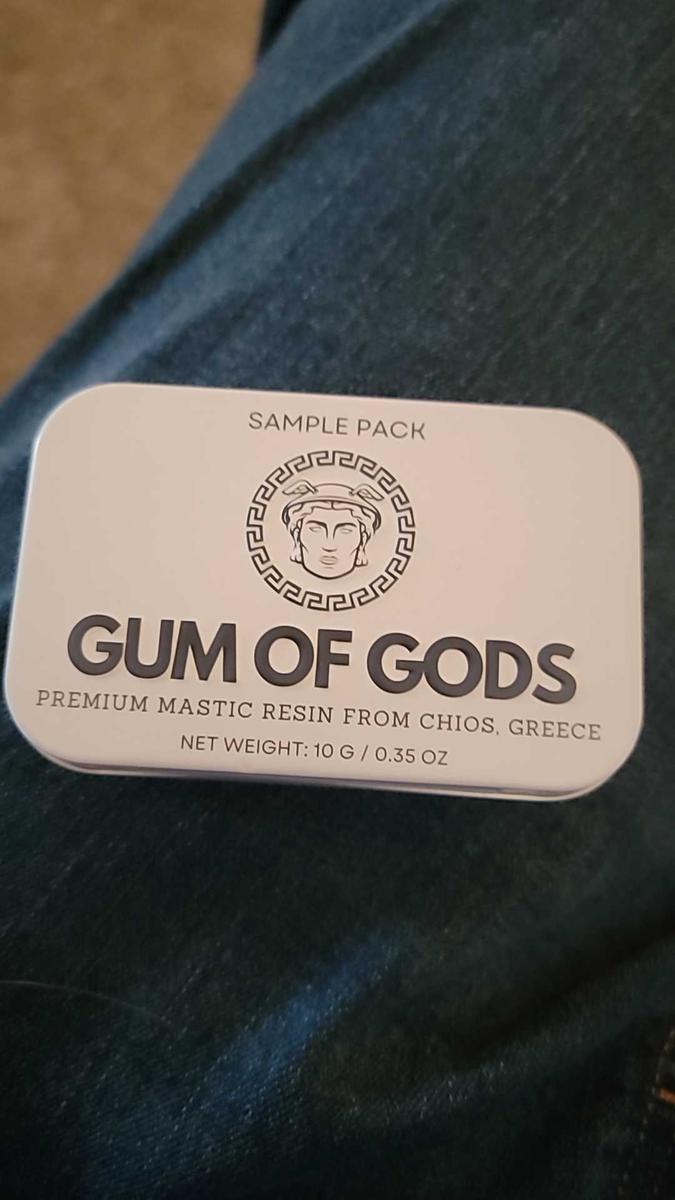 SAMPLE PACK
GUM OF GODS
PREMIUM MASTIC RESIN FROM CHIOS, GREECE
NET WEIGHT: 10 G / 0.35 OZ